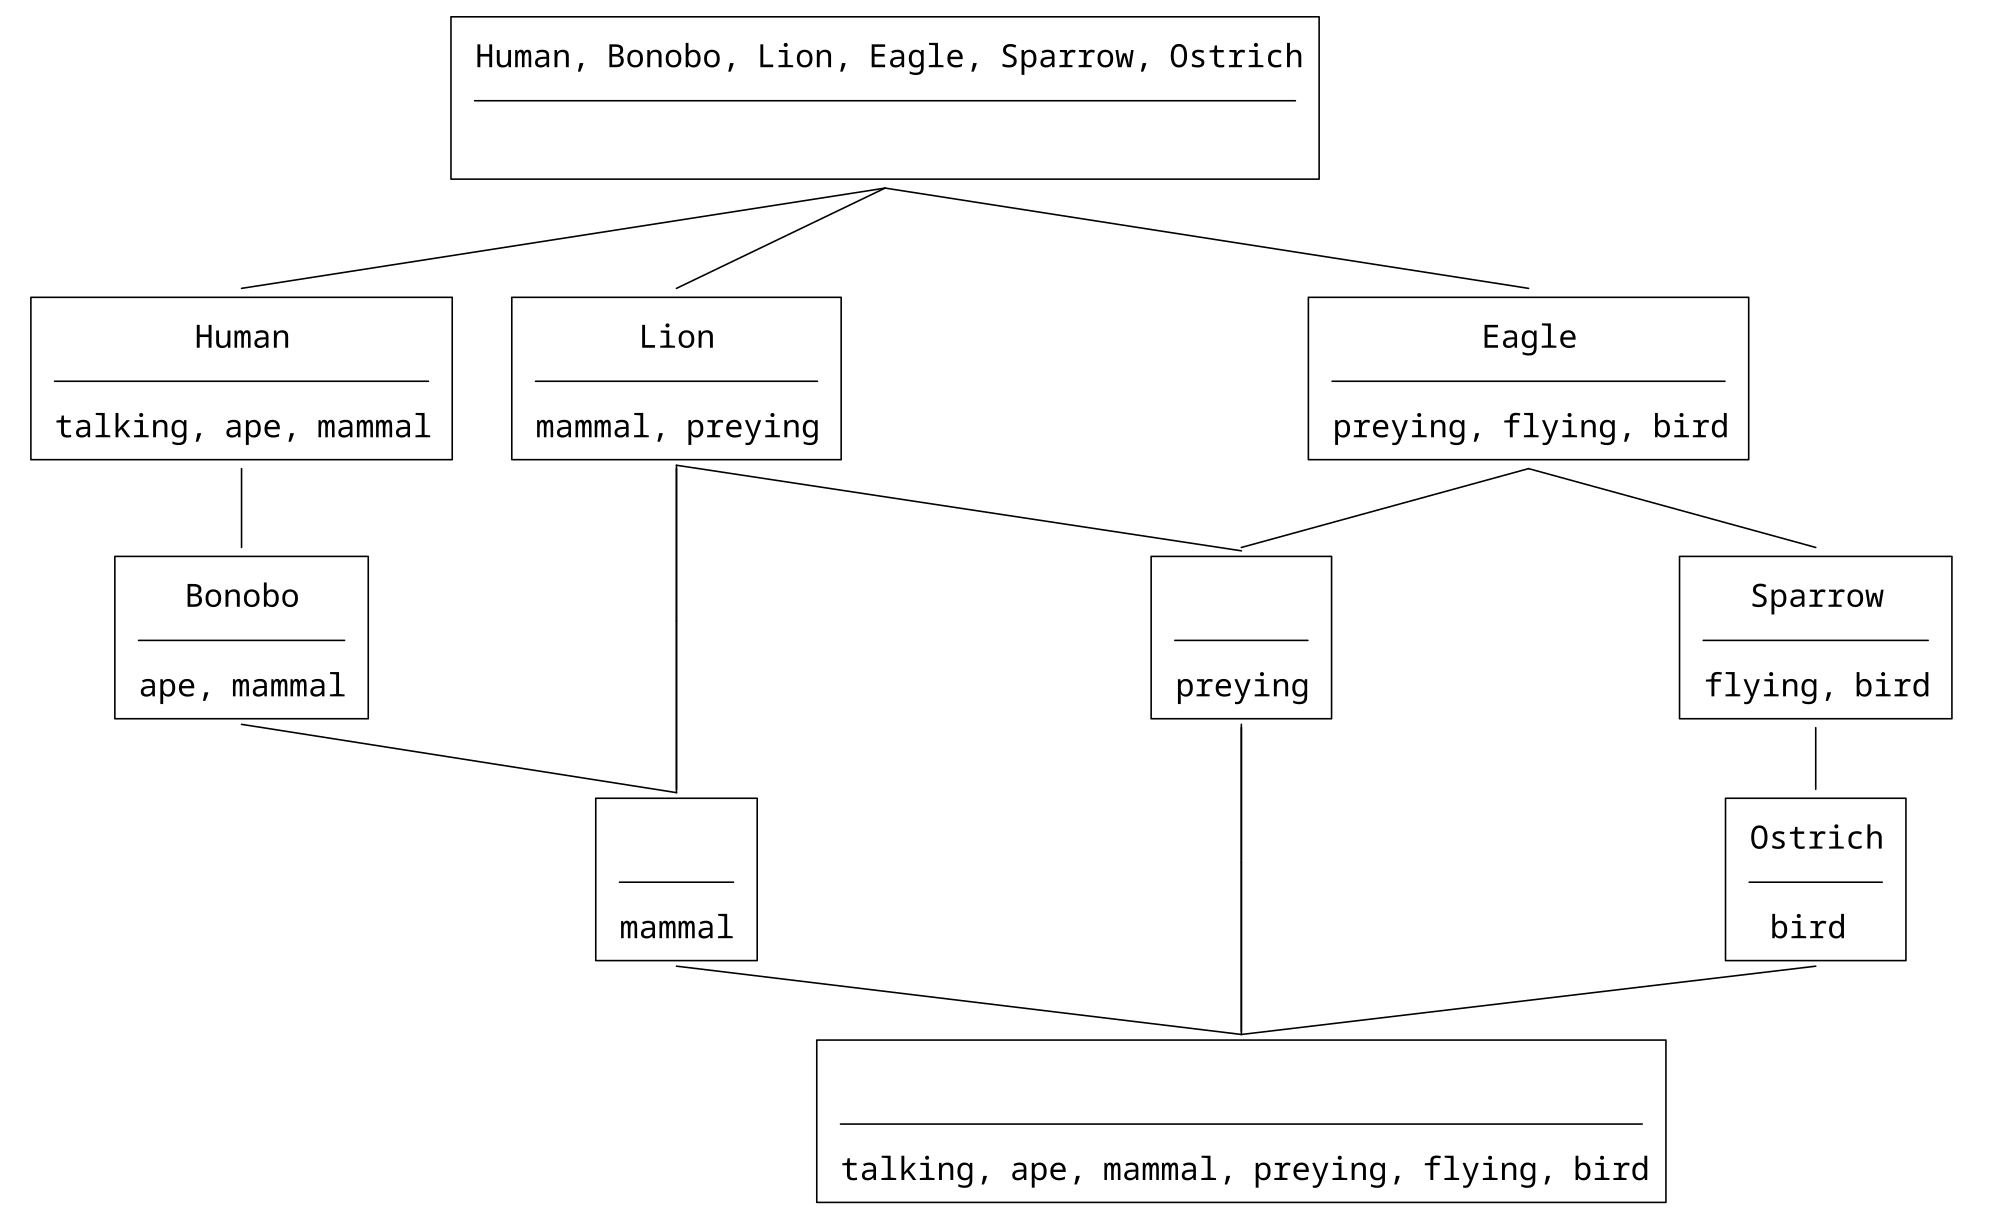 Human, Bonobo, Lion, Eagle, Sparrow, Ostrich
Human
talking, ape, mammal
Lion
mammal, preying
Eagle
preying, flying, bird
Bonobo
ape, mammal
preying
Sparrow
flying, bird
mammal
Ostrich
bird
talking, ape, mammal, preying, flying, bird